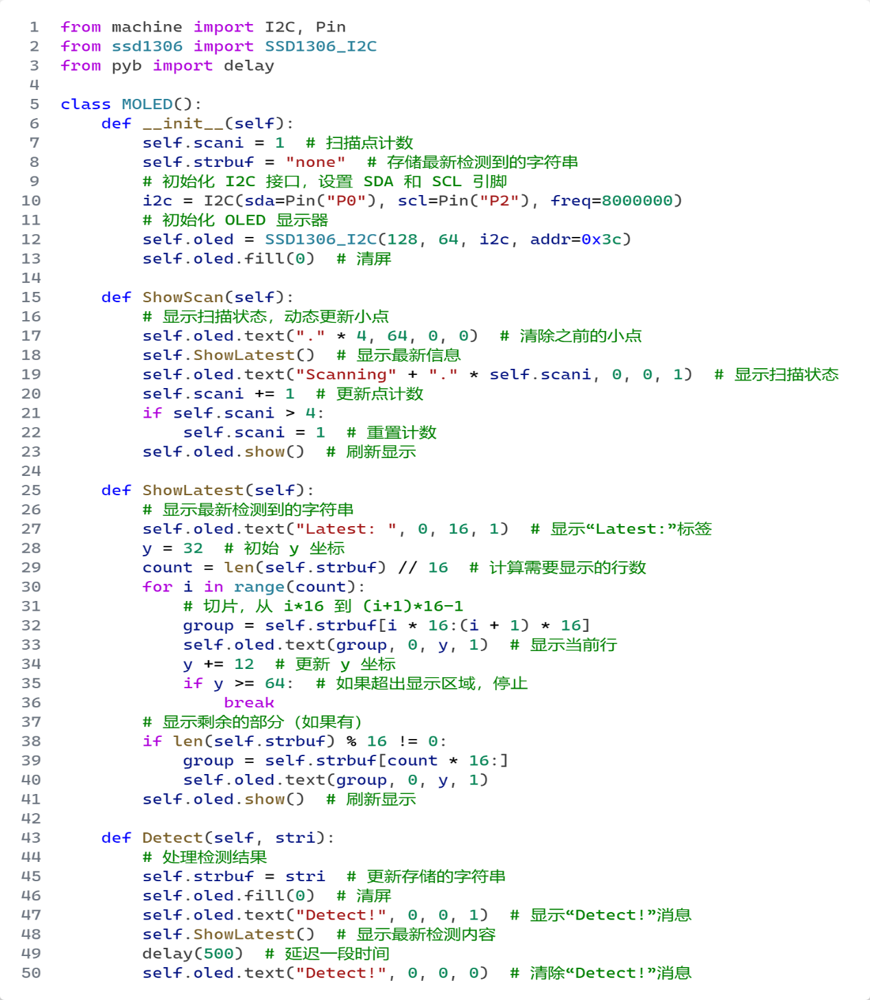 1 from machine import I2C, Pin
2 from ssd1306 import SSD1306_I2C
3 from pyb import delay
4
5 class MOLED():
6     def __init__(self):
7         self.scani = 1  # 扫描点计数
8         self.strbuf = "none"  # 存储最新检测到的字符串
9         # 初始化 I2C 接口，设置 SDA 和 SCL 引脚
10         i2c = I2C(sda=Pin("P0"), scl=Pin("P2"), freq=8000000)
11         # 初始化 OLED 显示器
12         self.oled = SSD1306_I2C(128, 64, i2c, addr=0x3c)
13         self.oled.fill(0)  # 清屏
14
15     def ShowScan(self):
16         # 显示扫描状态，动态更新小点
17         self.oled.text("." * 4, 64, 0, 0)  # 清除之前的小点
18         self.ShowLatest()  # 显示最新信息
19         self.oled.text("Scanning" + "." * self.scani, 0, 0, 1)  # 显示扫描状态
20         self.scani += 1  # 更新点计数
21         if self.scani > 4:
22             self.scani = 1  # 重置计数
23         self.oled.show()  # 刷新显示
24
25     def ShowLatest(self):
26         # 显示最新检测到的字符串
27         self.oled.text("Latest: ", 0, 16, 1)  # 显示“Latest:”标签
28         y = 32  # 初始 y 坐标
29         count = len(self.strbuf) // 16  # 计算需要显示的行数
30         for i in range(count):
31             # 切片，从 i*16 到 (i+1)*16-1
32             group = self.strbuf[i * 16:(i + 1) * 16]
33             self.oled.text(group, 0, y, 1)  # 显示当前行
34             y += 12  # 更新 y 坐标
35             if y >= 64:  # 如果超出显示区域，停止
36                 break
37         # 显示剩余的部分（如果有）
38         if len(self.strbuf) % 16 != 0:
39             group = self.strbuf[count * 16:]
40             self.oled.text(group, 0, y, 1)
41         self.oled.show()  # 刷新显示
42
43     def Detect(self, stri):
44         # 处理检测结果
45         self.strbuf = stri  # 更新存储的字符串
46         self.oled.fill(0)  # 清屏
47         self.oled.text("Detect!", 0, 0, 1)  # 显示“Detect!”消息
48         self.ShowLatest()  # 显示最新检测内容
49         delay(500)  # 延迟一段时间
50         self.oled.text("Detect!", 0, 0, 0)  # 清除“Detect!”消息